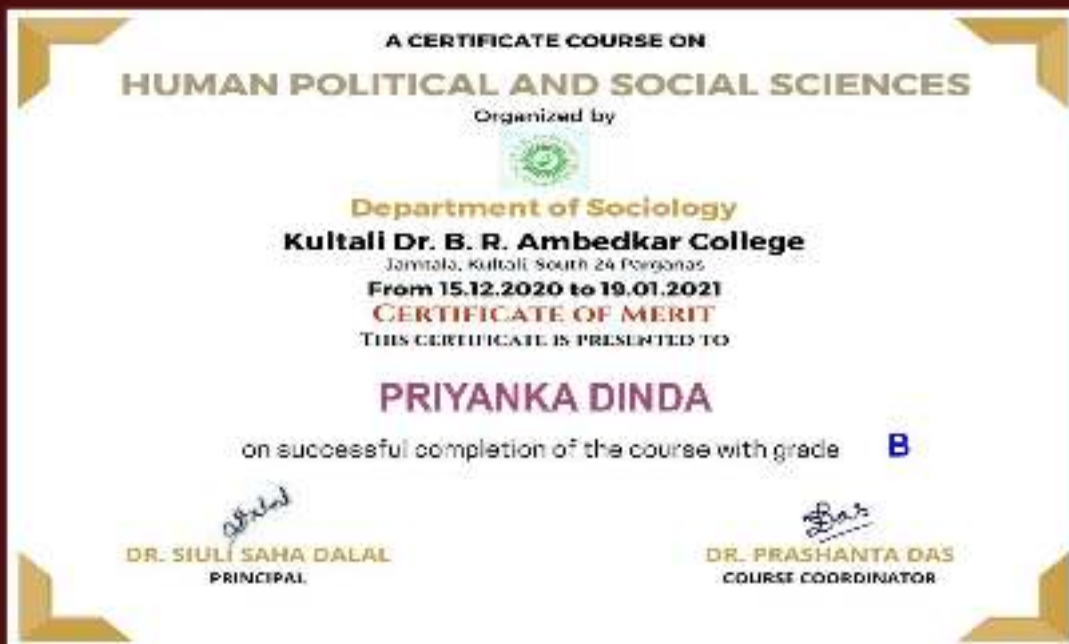 A CERTIFICATE COURSE ON
HUMAN POLITICAL AND SOCIAL SCIENCES
Organized by
Department of Sociology
Kultali Dr. B. R. Ambedkar College
Jamtala, Kultali, South 24 Parganas
From 15.12.2020 to 19.01.2021
CERTIFICATE OF MERIT
THIS CERTIFICATE IS PRESENTED TO
PRIYANKA DINDA
on successful completion of the course with grade B
Das
DR. SIULI SAHA DALAL
DR. PRASHANTA DAS
PRINCIPAL
COURSE COORDINATOR